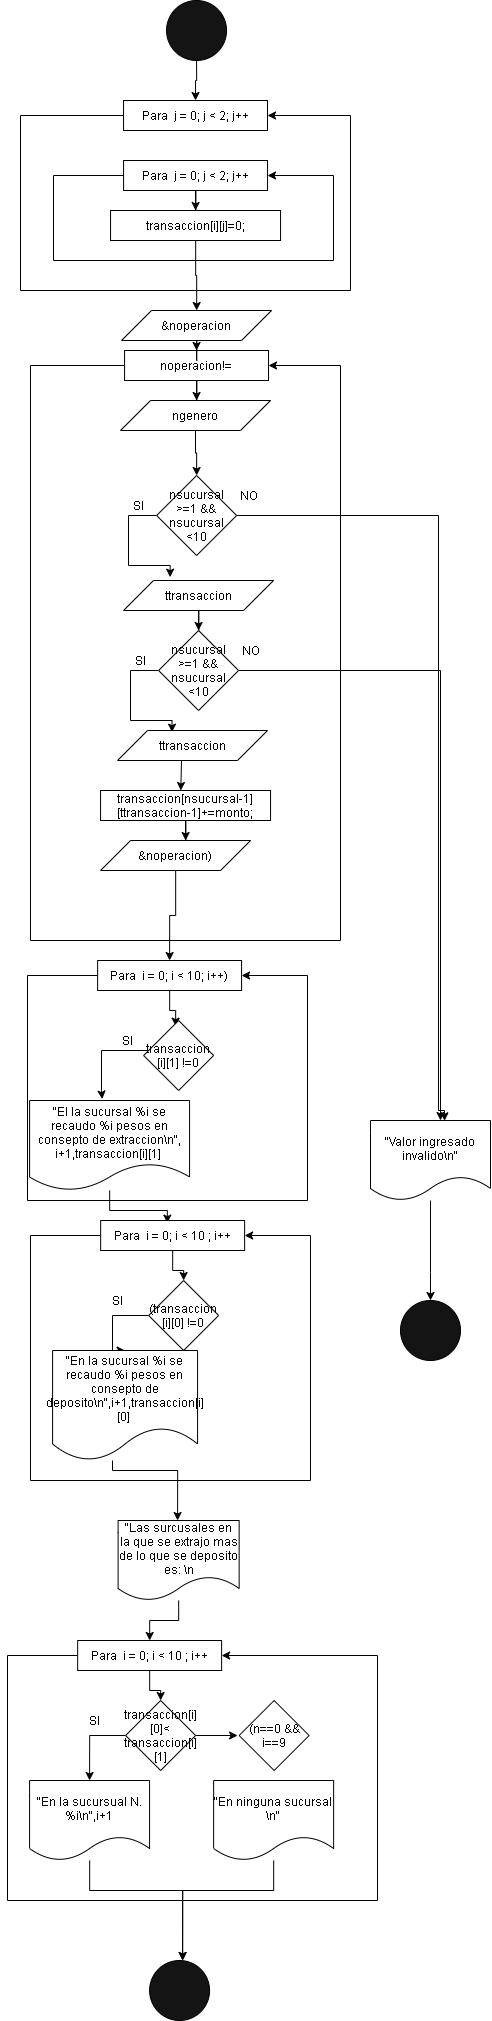 Para j = 0; j < 2; j++
Para j = 0; j < 2; j++
transaccion[i][j]=0;
&noperacion
noperacion!=
ngenero
nsucursal
>=1 &&
nsucursal
<10
SI
NO
ttransaccion
nsucursal
>=1 &&
nsucursal
<10
SI
NO
ttransaccion
transaccion[nsucursal-1]
[ttransaccion-1]+=monto;
&noperacion)
Para i = 0; i < 10; i++)
SI
transaccion
[i][1] !=0
"El la sucursal %i se
recaudo %i pesos en
consepto de extraccion\n",
i+1,transaccion[i][1]
"Valor ingresado
invalido\n"
Para i = 0; i < 10 ; i++
SI
(transaccion
[i][0] !=0
"En la sucursal %i se
recaudo %i pesos en
consepto de
deposito\n",i+1,transaccion[i]
[0]
"Las surcusales en
la que se extrajo mas
de lo que se deposito
es: \n
Para i = 0; i < 10 ; i++
SI
transaccion[i]
[0]<
transaccion[i]
[1]
(n==0 &&
i==9
"En la sucursual N.
%i\n",i+1
"En ninguna sucursal
\n"